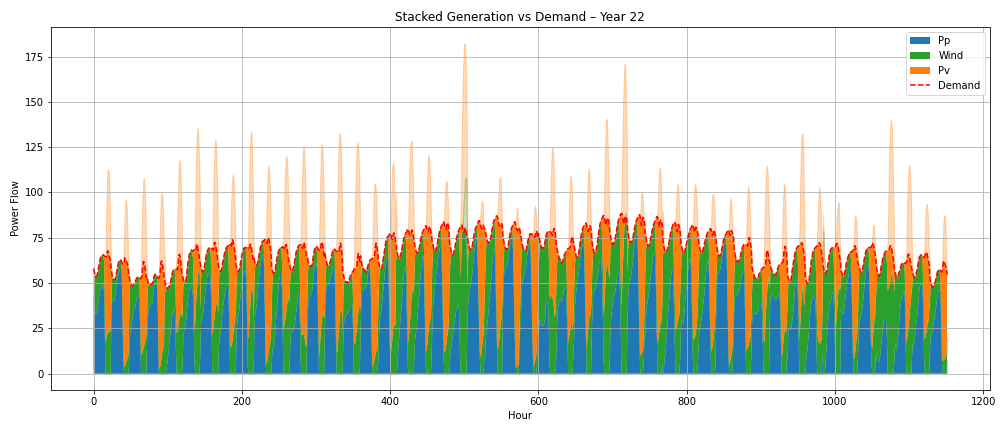 Stacked Generation vs Demand – Year 22
Pp
Wind
Pv
Demand
175
150
125
100
75
50
25
0
Power Flow
0 200 400 600 800 1000 1200
Hour